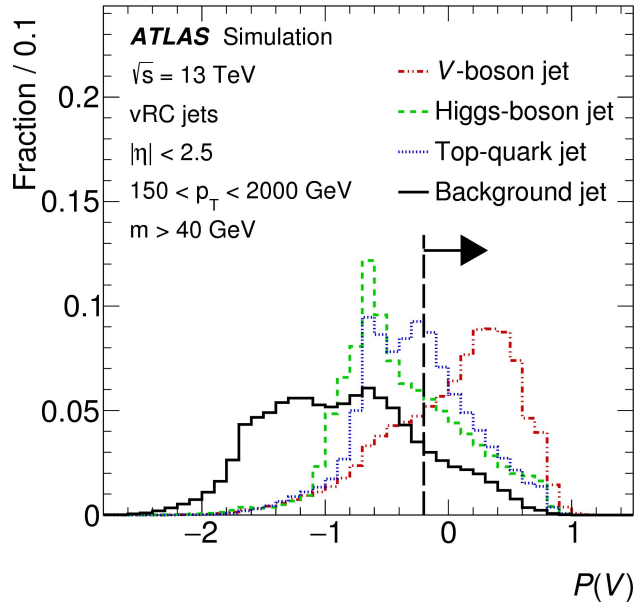 ATLAS Simulation
√s = 13 TeV
vRC jets
|η| < 2.5
150 < p_T < 2000 GeV
m > 40 GeV
V-boson jet
Higgs-boson jet
Top-quark jet
Background jet
Fraction / 0.1
0.2
0.15
0.1
0.05
0
−2
−1
0
1
P(V)